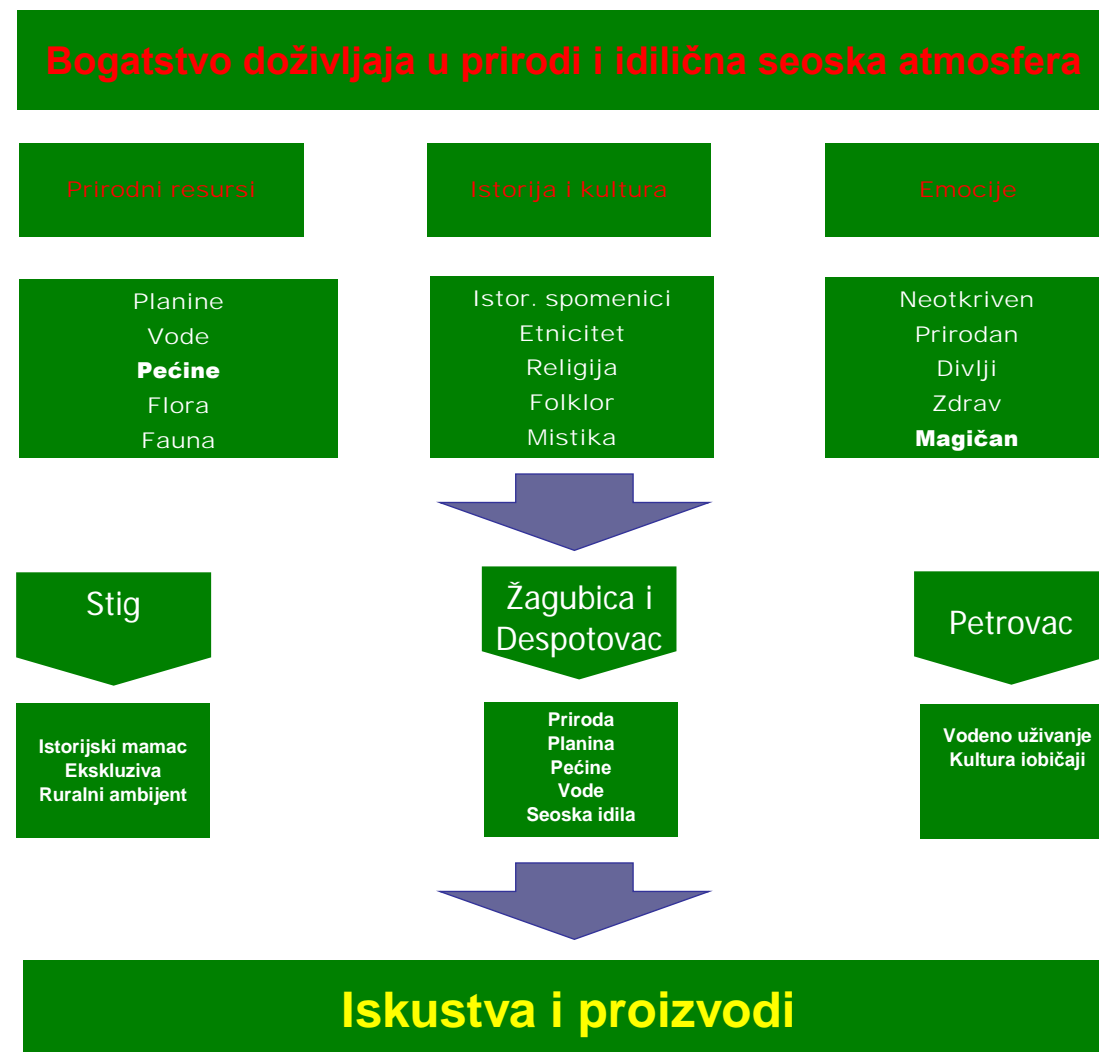 Bogatstvo doživljaja u prirodi i idilična seoska atmosfera
Prirodni resursi
Istorija i kultura
Emocije
Planine
Vode
Pećine
Flora
Fauna
Istor. spomenici
Etnicitet
Religija
Folklor
Mistika
Neotkriven
Prirodan
Divlji
Zdrav
Magičan
Stig
Žagubica i
Despotovac
Petrovac
Istorijski mamac
Ekskluziva
Ruralni ambijent
Priroda
Planina
Pećine
Vode
Seoska idila
Vodeno uživanje
Kultura iobičaji
Iskustva i proizvodi